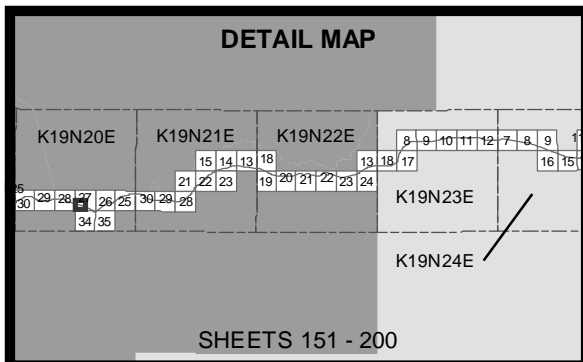 DETAIL MAP
K19N20E K19N21E K19N22E
8 9 10 11 12 7 8 9 11
15 14 13 18 13 18 17 16 15
21 22 23 19 20 21 22 23 24
25
30 29 28 27 26 25 30 29 28
34 35
K19N23E
K19N24E
SHEETS 151 - 200